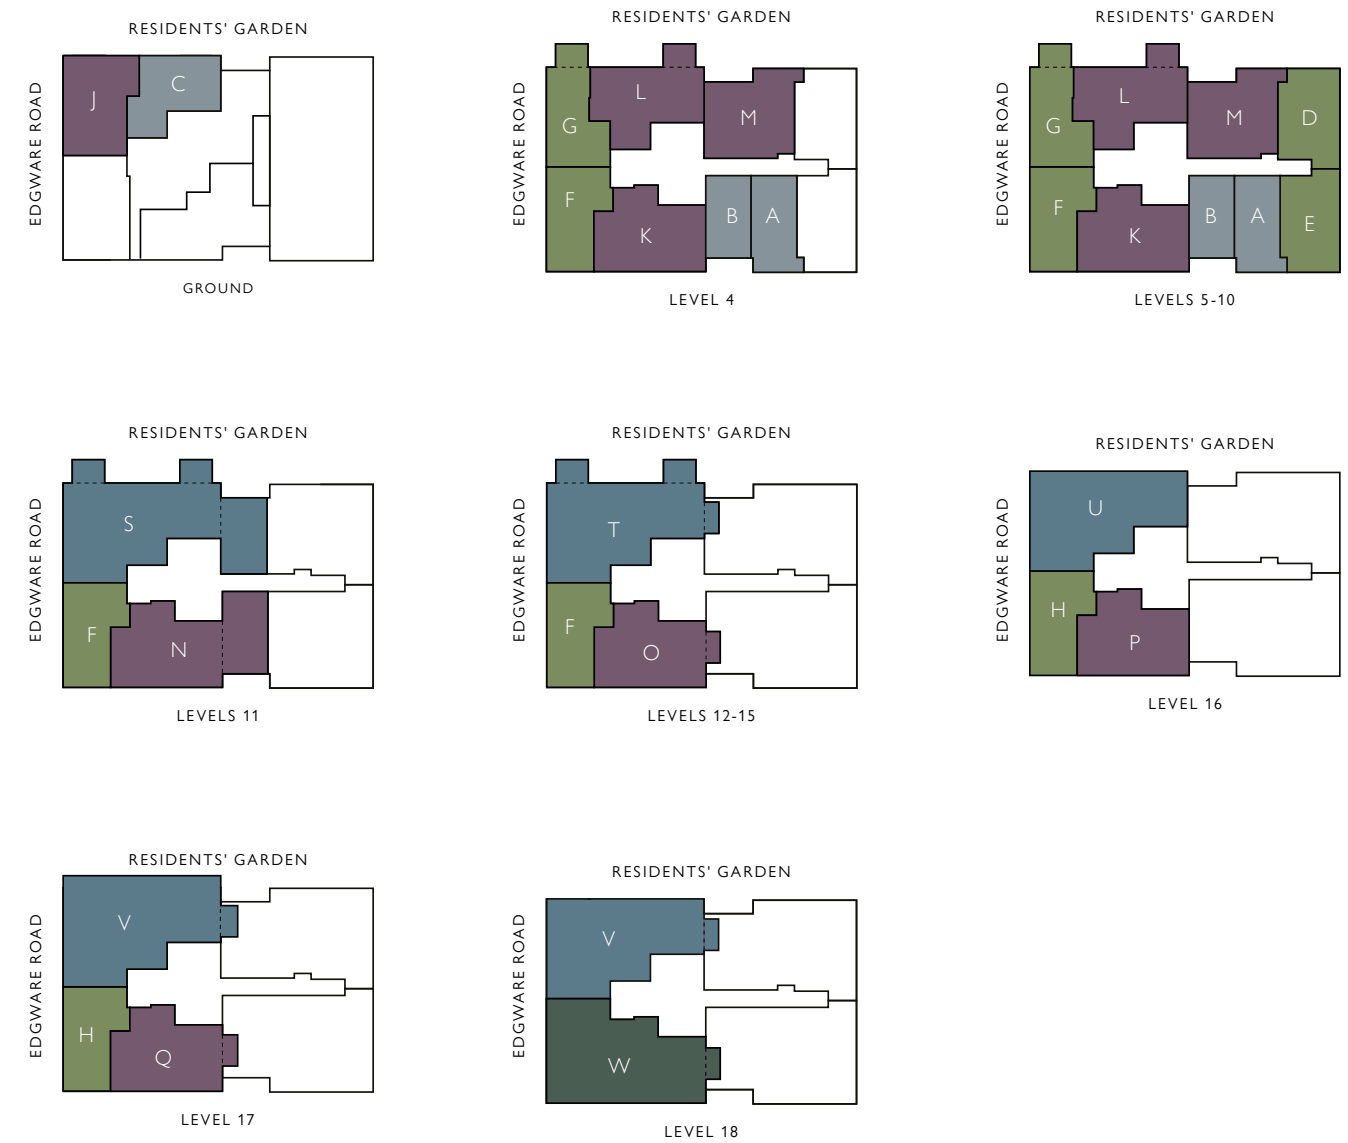 RESIDENTS' GARDEN
EDGWARE ROAD
J
C
GROUND
RESIDENTS' GARDEN
EDGWARE ROAD
L
M
G
F
K
B
A
LEVEL 4
RESIDENTS' GARDEN
EDGWARE ROAD
L
M
D
G
F
K
B
A
E
LEVELS 5-10
RESIDENTS' GARDEN
EDGWARE ROAD
S
F
N
LEVELS 11
RESIDENTS' GARDEN
EDGWARE ROAD
T
F
O
LEVELS 12-15
RESIDENTS' GARDEN
EDGWARE ROAD
U
H
P
LEVEL 16
RESIDENTS' GARDEN
EDGWARE ROAD
V
H
Q
LEVEL 17
RESIDENTS' GARDEN
EDGWARE ROAD
V
W
LEVEL 18